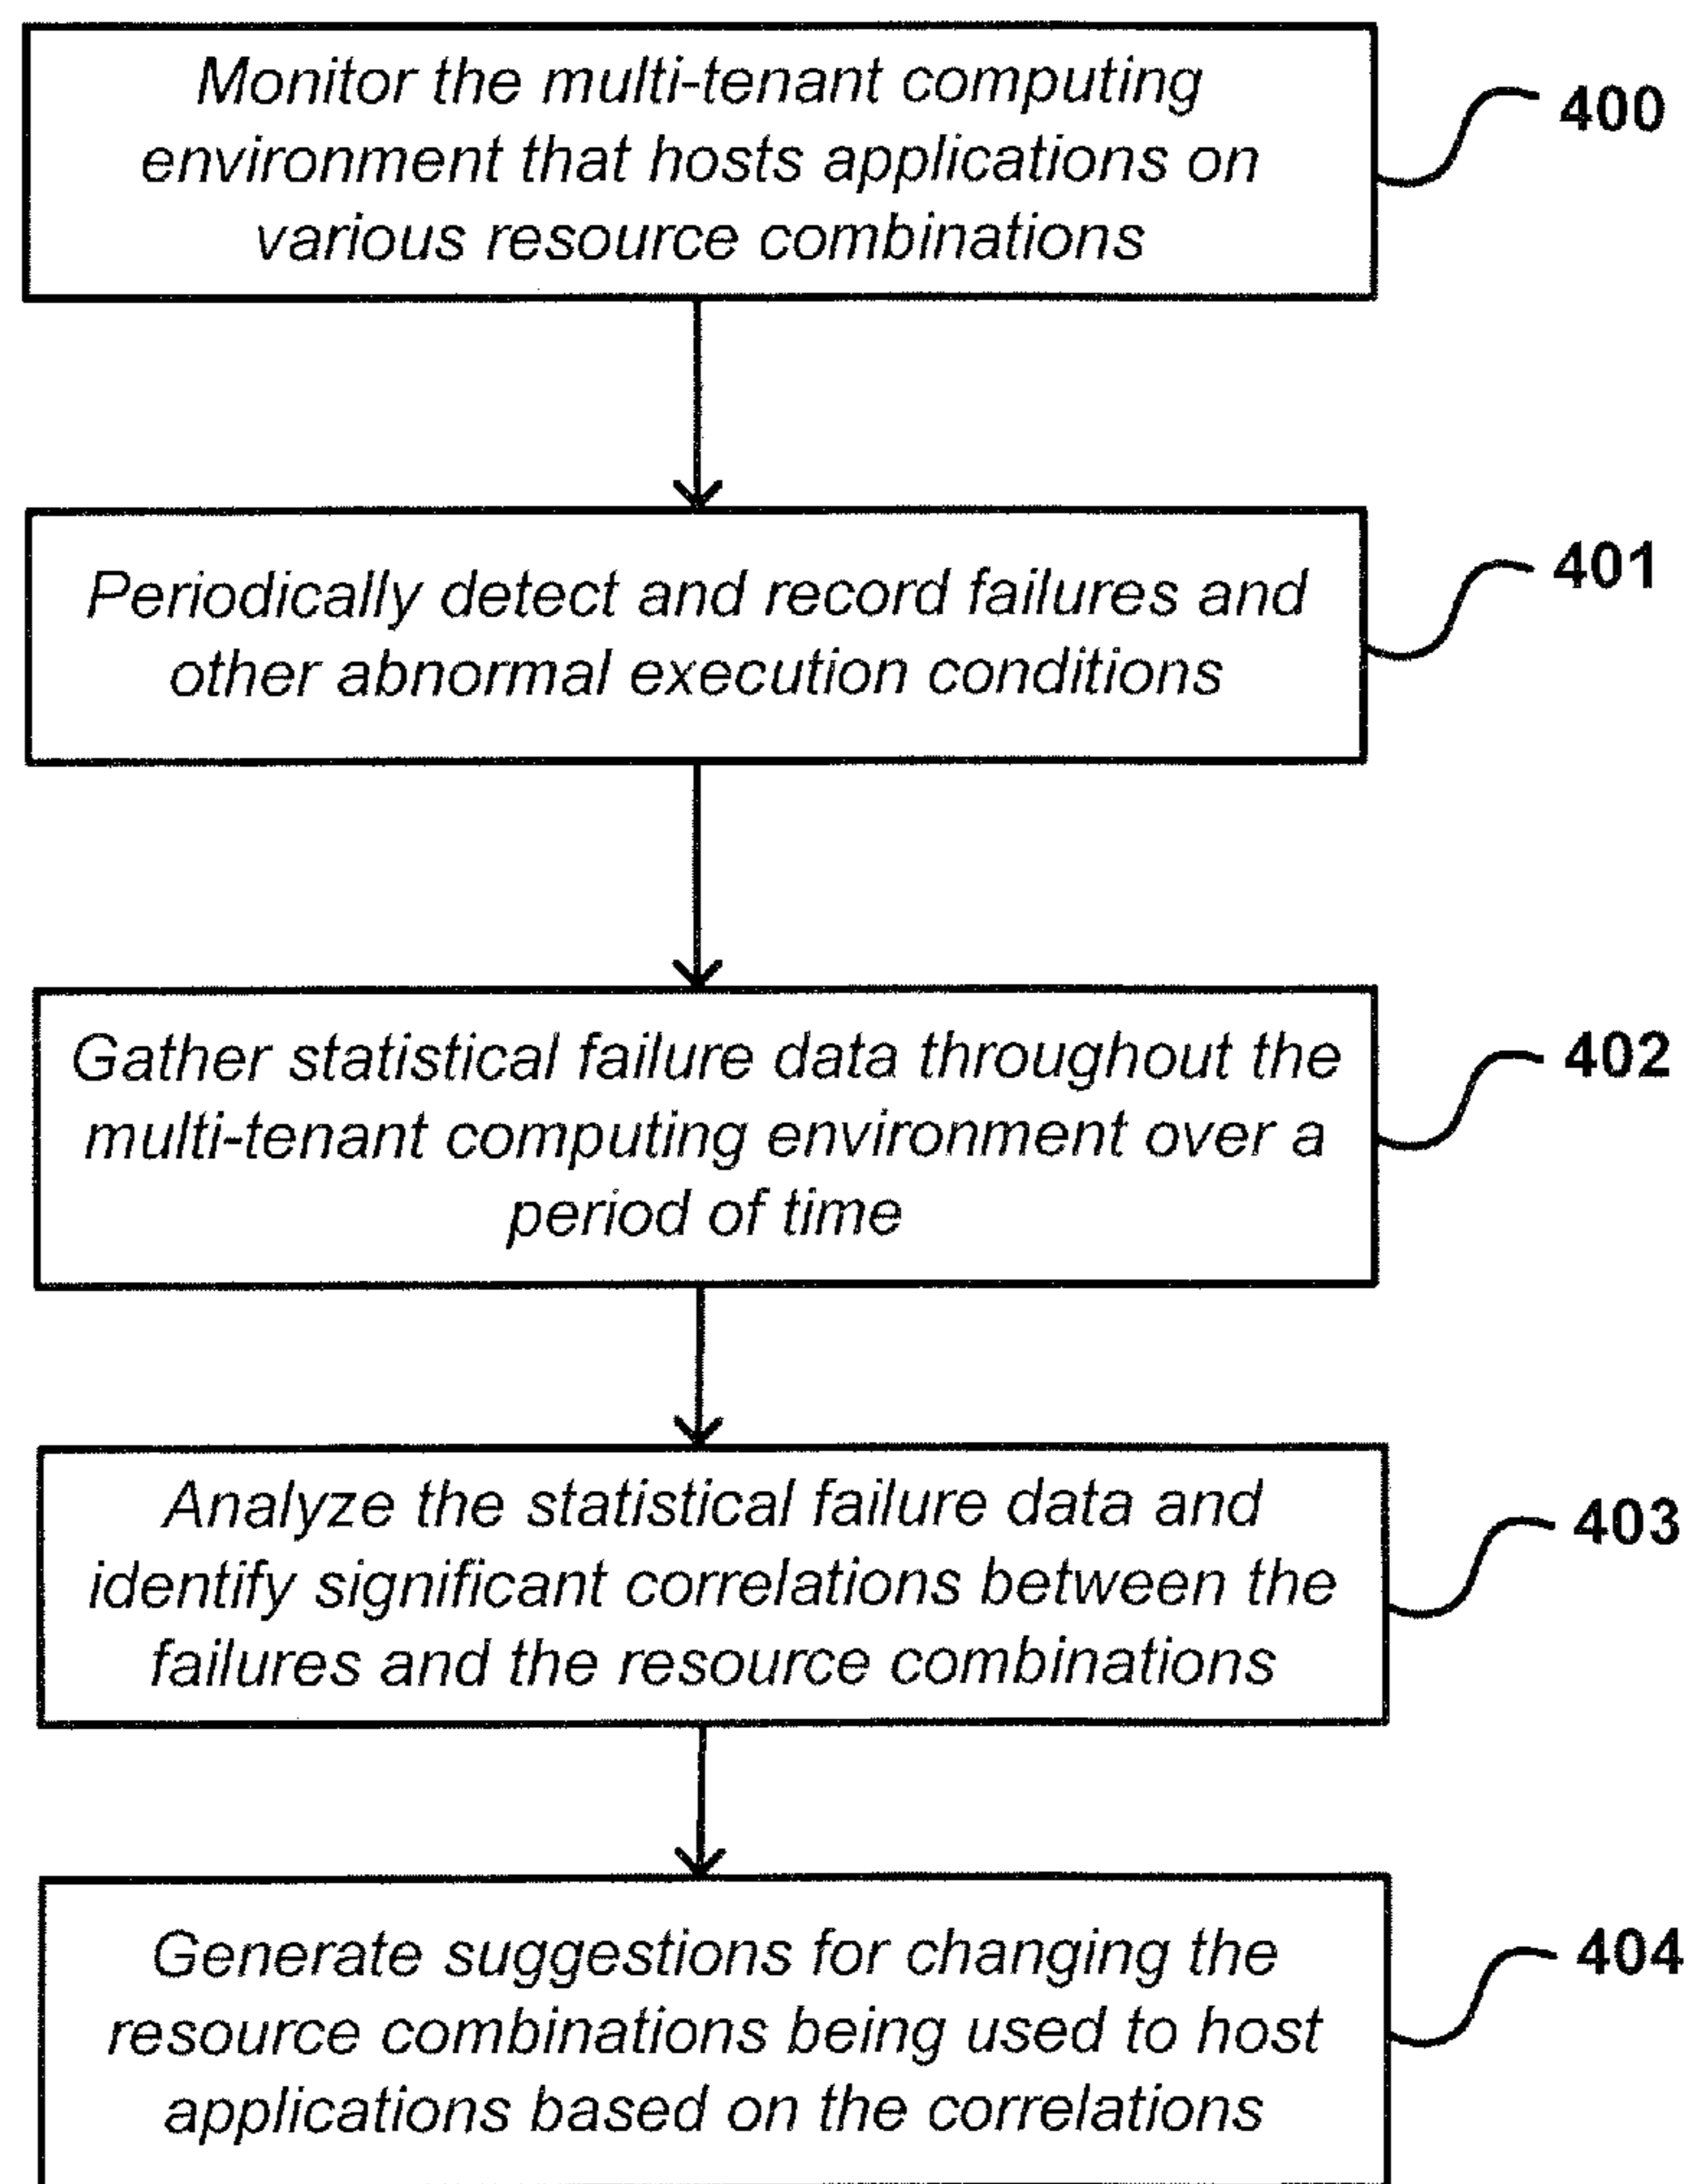 Monitor the multi-tenant computing
environment that hosts applications on
various resource combinations
400
Periodically detect and record failures and
other abnormal execution conditions
401
Gather statistical failure data throughout the
multi-tenant computing environment over a
period of time
402
Analyze the statistical failure data and
identify significant correlations between the
failures and the resource combinations
403
Generate suggestions for changing the
resource combinations being used to host
applications based on the correlations
404